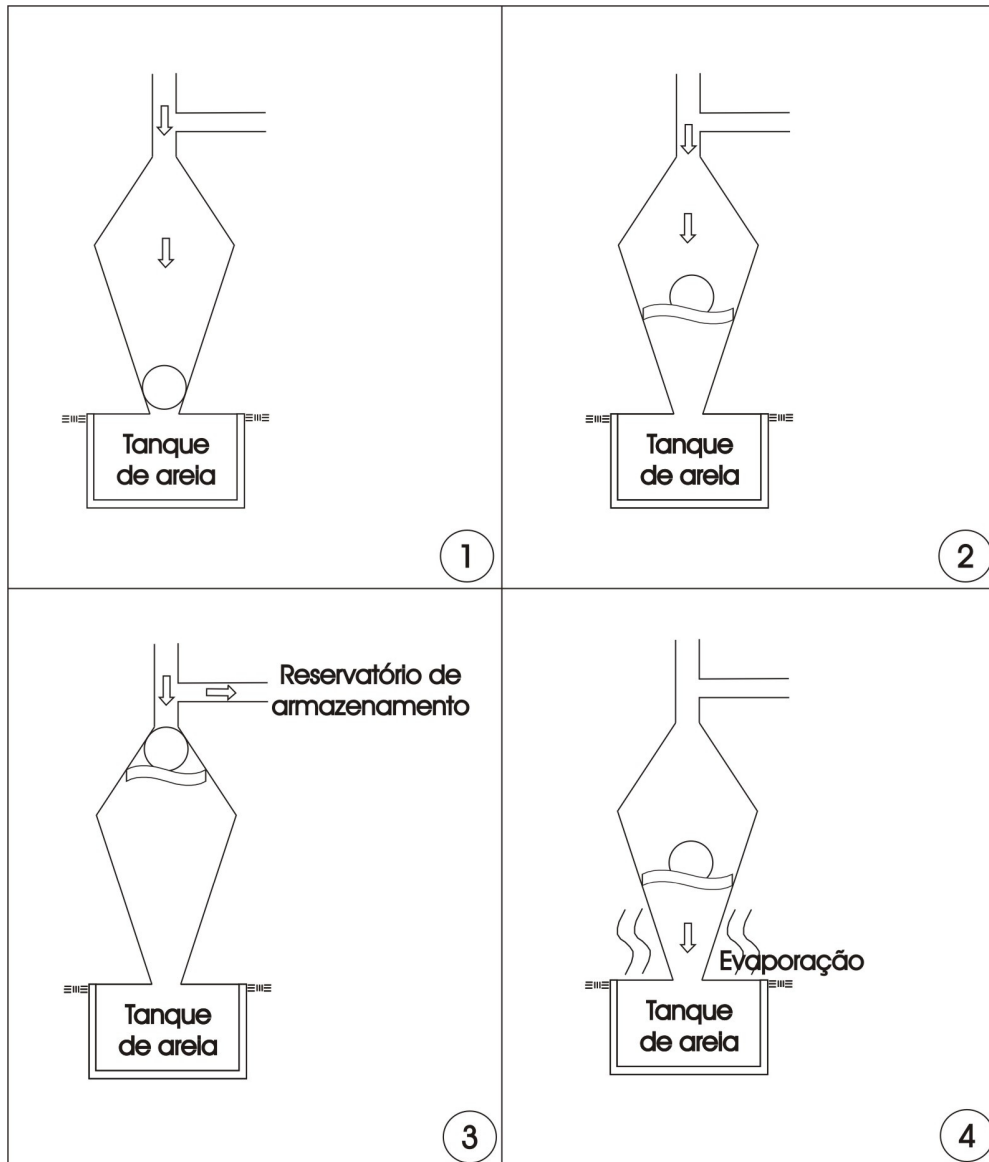 Tanque
de areia
1
Tanque
de areia
2
Reservatório de
armazenamento
Tanque
de areia
3
Evaporação
Tanque
de areia
4